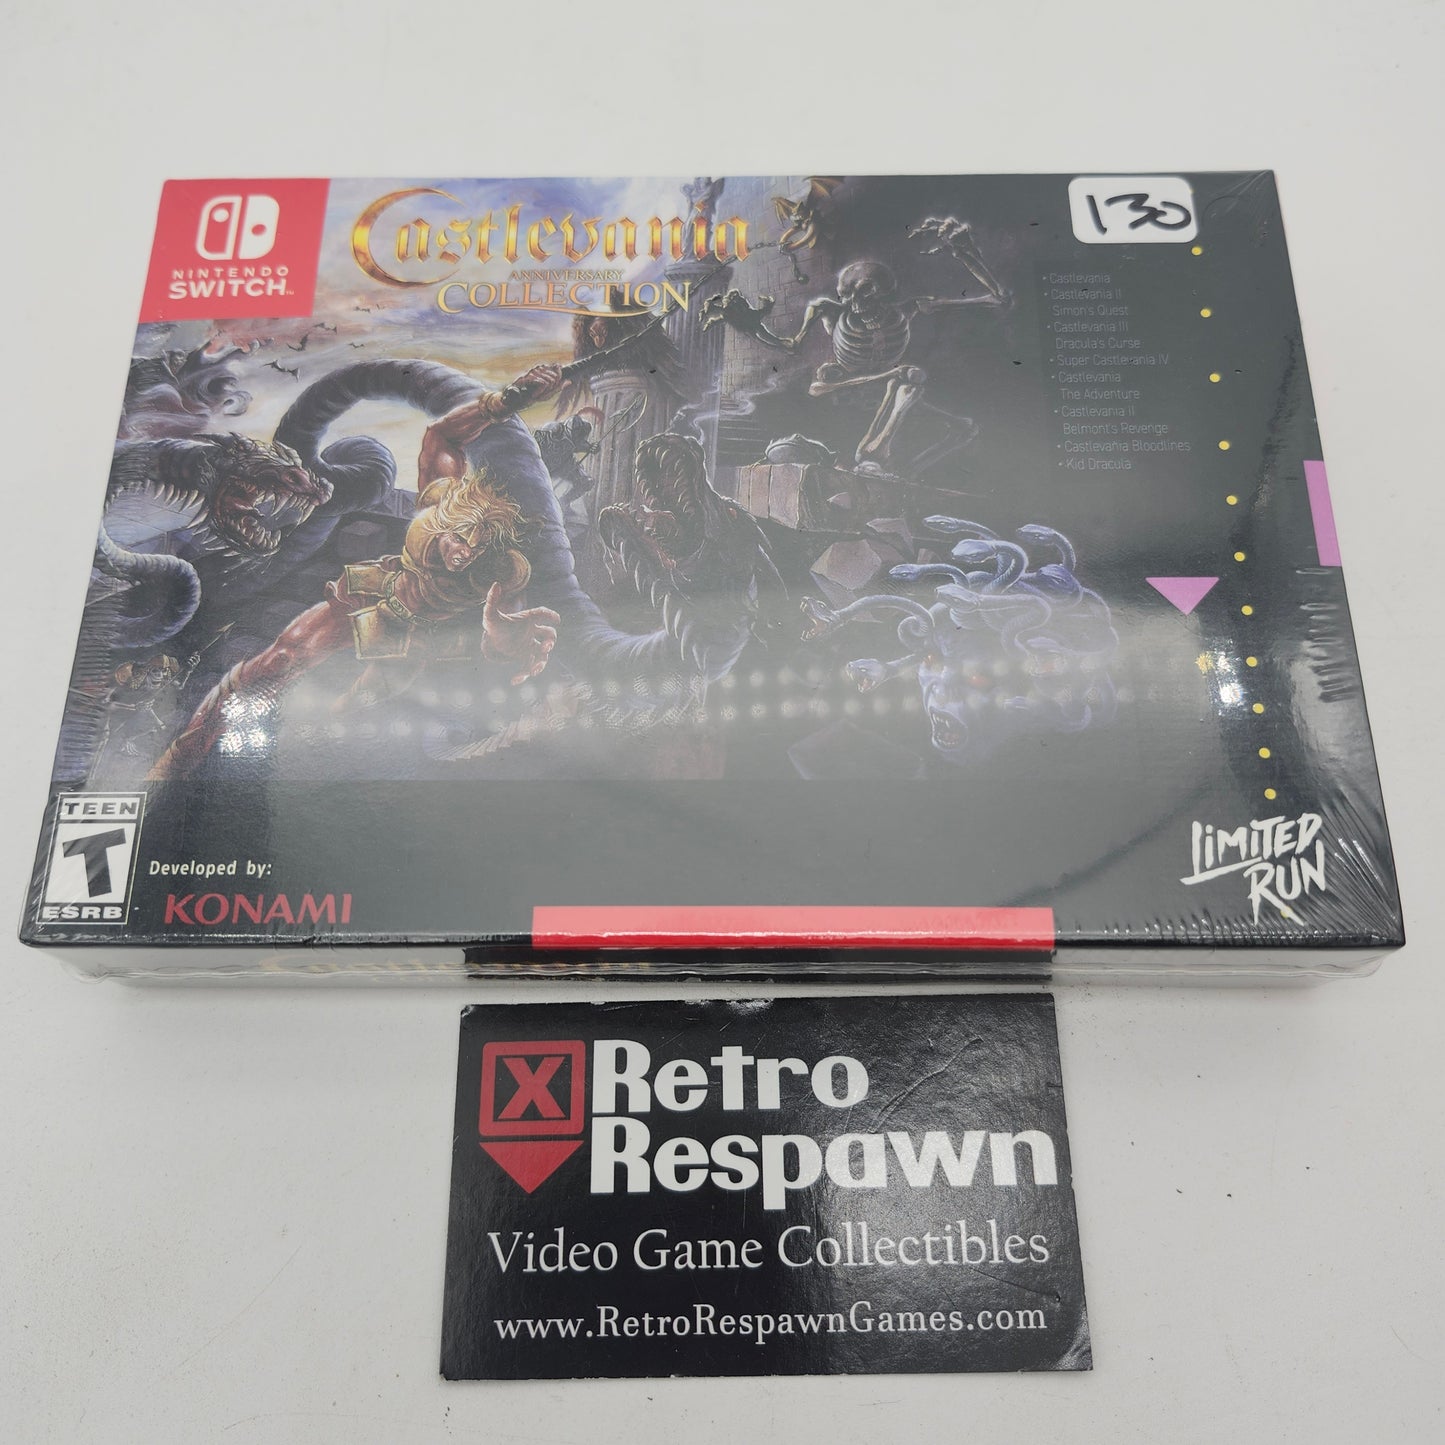 NINTENDO
SWITCH™
Castlevania
ANNIVERSARY
COLLECTION
130
• Castlevania
• Castlevania II
Simon's Quest
• Castlevania III
Dracula's Curse
• Super Castlevania IV
• Castlevania
The Adventure
• Castlevania II
Belmont's Revenge
• Castlevania Bloodlines
• Kid Dracula
TEEN
T
ESRB
Developed by:
KONAMI
LIMITED
RUN
X
Retro
Respawn
Video Game Collectibles
www.RetroRespawnGames.com